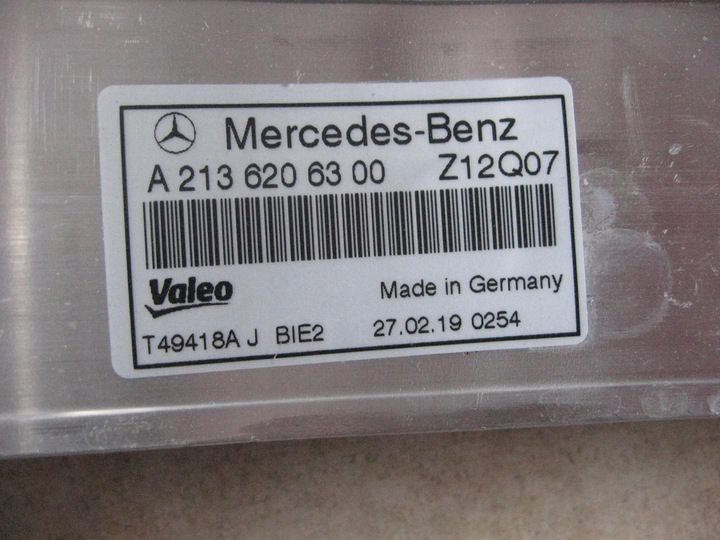 Mercedes-Benz
A 213 620 63 00 Z12Q07
Valeo Made in Germany
T49418A J BIE2 27.02.19 0254